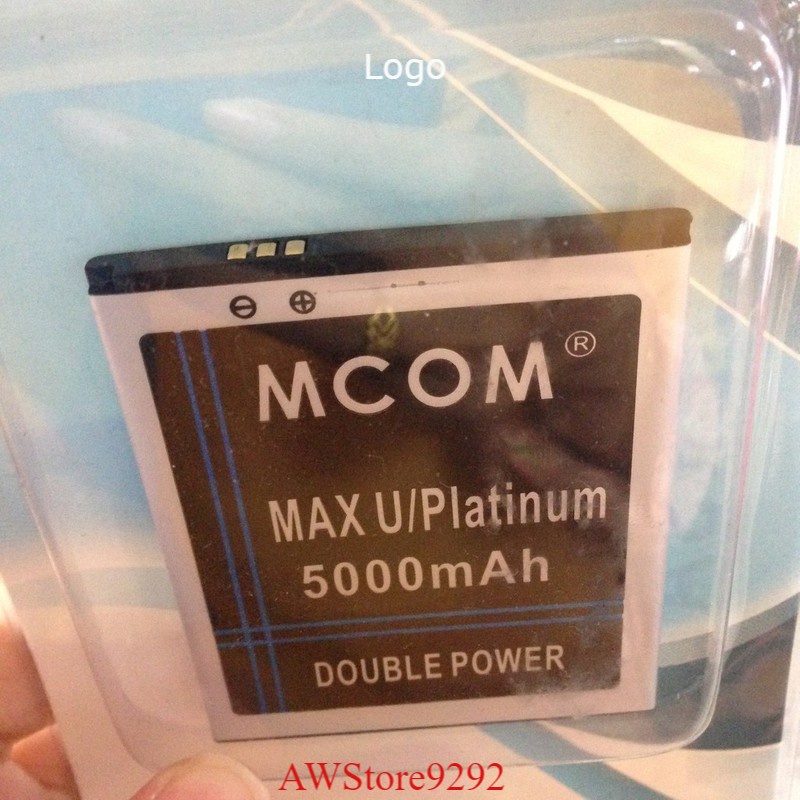 Logo
⊖ ⊕
MCOM®
MAX U/Platinum
5000mAh
DOUBLE POWER
AWStore9292